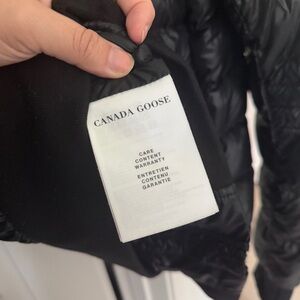 CANADA GOOSE
CARE
CONTENT
WARRANTY
ENTRETIEN
CONTENU
GARANTIE